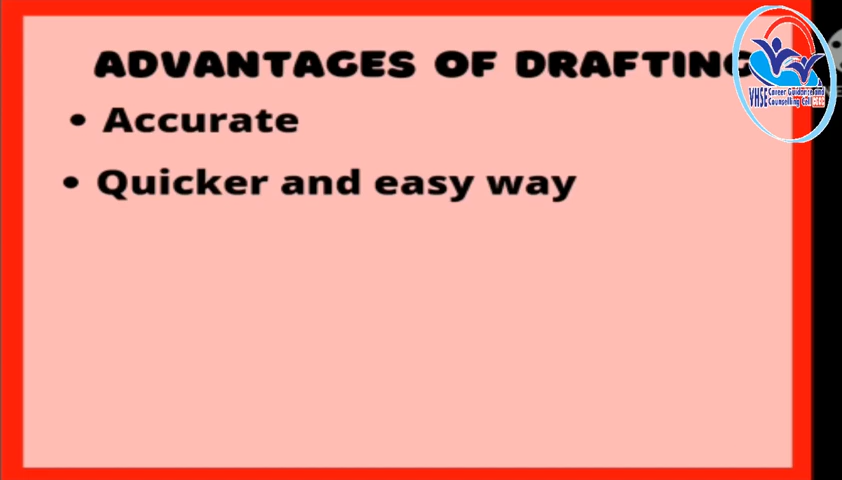 ADVANTAGES OF DRAFTING
• Accurate
• Quicker and easy way
VHSE Career Guidance and
Counselling Cell